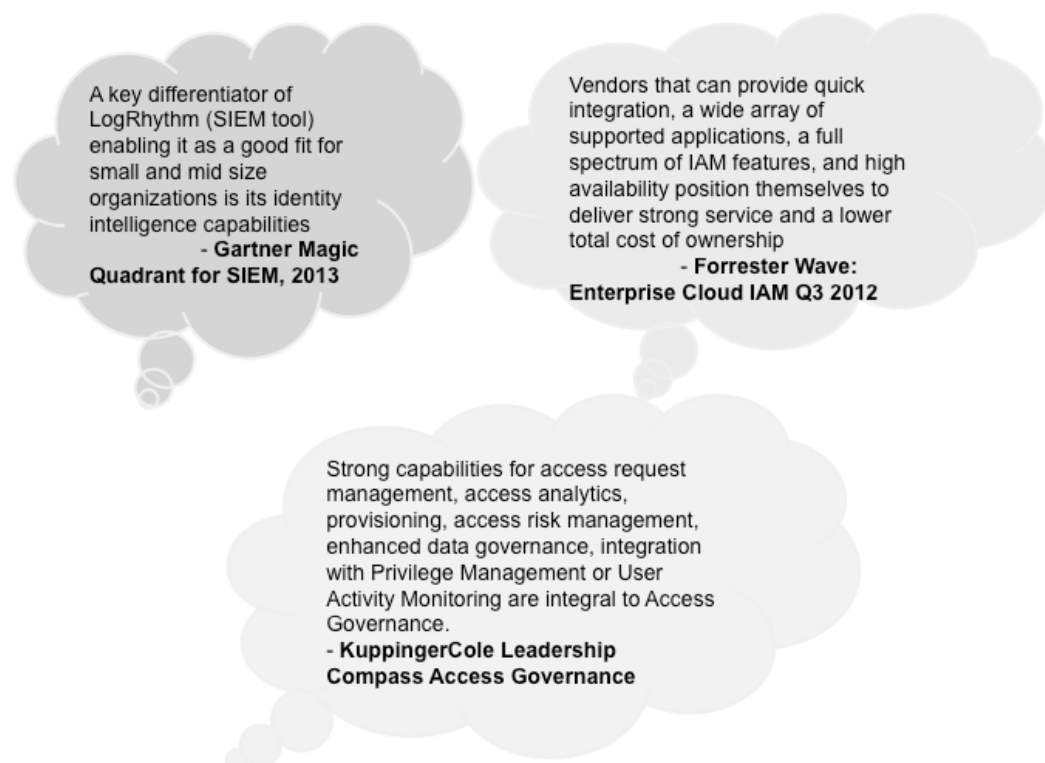 A key differentiator of
LogRhythm (SIEM tool)
enabling it as a good fit for
small and mid size
organizations is its identity
intelligence capabilities
- Gartner Magic
Quadrant for SIEM, 2013
Vendors that can provide quick
integration, a wide array of
supported applications, a full
spectrum of IAM features, and high
availability position themselves to
deliver strong service and a lower
total cost of ownership
- Forrester Wave:
Enterprise Cloud IAM Q3 2012
Strong capabilities for access request
management, access analytics,
provisioning, access risk management,
enhanced data governance, integration
with Privilege Management or User
Activity Monitoring are integral to Access
Governance.
- KuppingerCole Leadership
Compass Access Governance